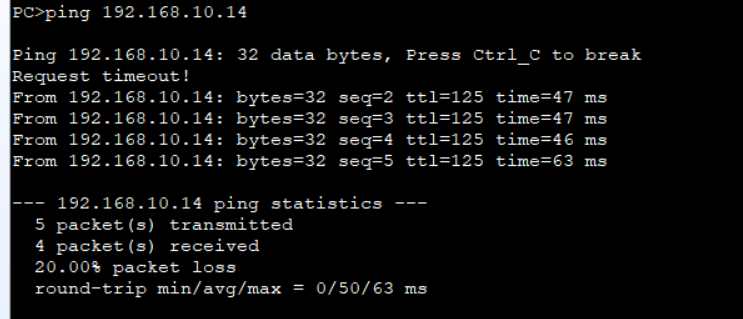 PC>ping 192.168.10.14
Ping 192.168.10.14: 32 data bytes, Press Ctrl_C to break
Request timeout!
From 192.168.10.14: bytes=32 seq=2 ttl=125 time=47 ms
From 192.168.10.14: bytes=32 seq=3 ttl=125 time=47 ms
From 192.168.10.14: bytes=32 seq=4 ttl=125 time=46 ms
From 192.168.10.14: bytes=32 seq=5 ttl=125 time=63 ms
--- 192.168.10.14 ping statistics ---
5 packet(s) transmitted
4 packet(s) received
20.00% packet loss
round-trip min/avg/max = 0/50/63 ms